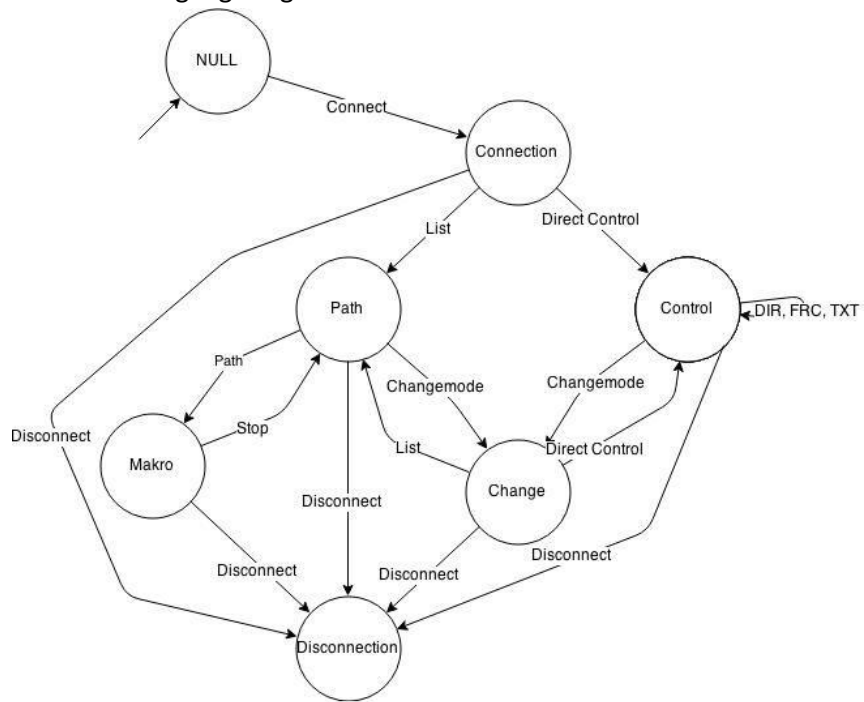 NULL
Connect
Connection
List
Direct Control
Path
Control
DIR, FRC, TXT
Path
Changemode
Changemode
Stop
Disconnect
List
Direct Control
Makro
Change
Disconnect
Disconnect
Disconnect
Disconnect
Disconnection